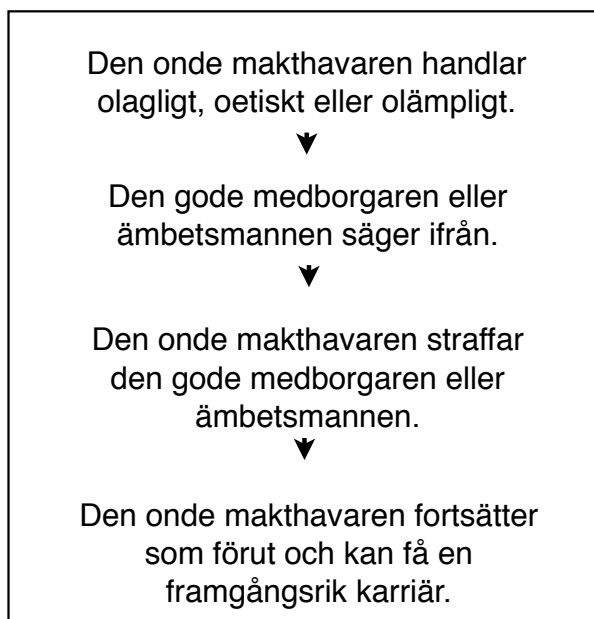 Den onde makthavaren handlar
olagligt, oetiskt eller olämpligt.
Den gode medborgaren eller
ämbetsmannen säger ifrån.
Den onde makthavaren straffar
den gode medborgaren eller
ämbetsmannen.
Den onde makthavaren fortsätter
som förut och kan få en
framgångsrik karriär.